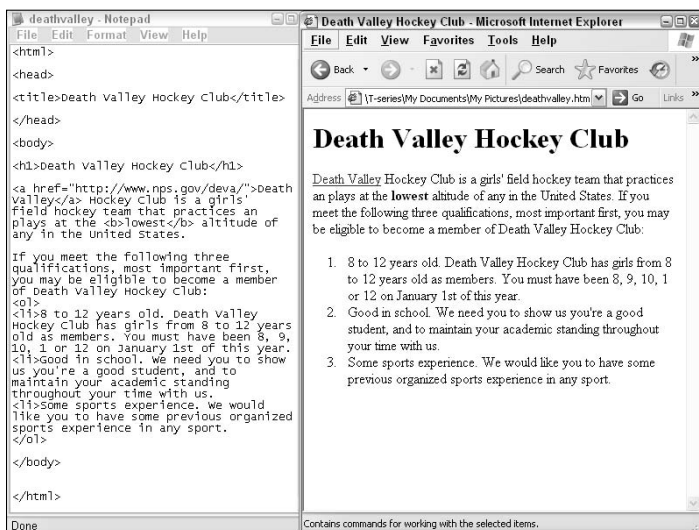 deathvalley - Notepad
File Edit Format View Help
<html>
<head>
<title>Death Valley Hockey Club</title>
</head>
<body>
<h1>Death Valley Hockey Club</h1>
<a href="http://www.nps.gov/deva/">Death
Valley</a> Hockey Club is a girls'
field hockey team that practices an
plays at the <b>lowest</b> altitude of
any in the United States.
If you meet the following three
qualifications, most important first,
you may be eligible to become a member
of Death Valley Hockey Club:
<ol>
<li>8 to 12 years old. Death Valley
Hockey Club has girls from 8 to 12 years
old as members. You must have been 8, 9,
10, 1 or 12 on January 1st of this year.
<li>Good in school. We need you to show
us you're a good student, and to
maintain your academic standing
throughout your time with us.
<li>Some sports experience. We would
like you to have some previous organized
sports experience in any sport.
</ol>
</body>
</html>
Done
Death Valley Hockey Club - Microsoft Internet Explorer
File Edit View Favorites Tools Help
Back Search Favorites »
Address \T-series\My Documents\My Pictures\deathvalley.htm Go Links »
Death Valley Hockey Club
Death Valley Hockey Club is a girls' field hockey team that practices
an plays at the lowest altitude of any in the United States. If you
meet the following three qualifications, most important first, you may
be eligible to become a member of Death Valley Hockey Club:
1. 8 to 12 years old. Death Valley Hockey Club has girls from 8
to 12 years old as members. You must have been 8, 9, 10, 1
or 12 on January 1st of this year.
2. Good in school. We need you to show us you're a good
student, and to maintain your academic standing throughout
your time with us.
3. Some sports experience. We would like you to have some
previous organized sports experience in any sport.
Contains commands for working with the selected items.